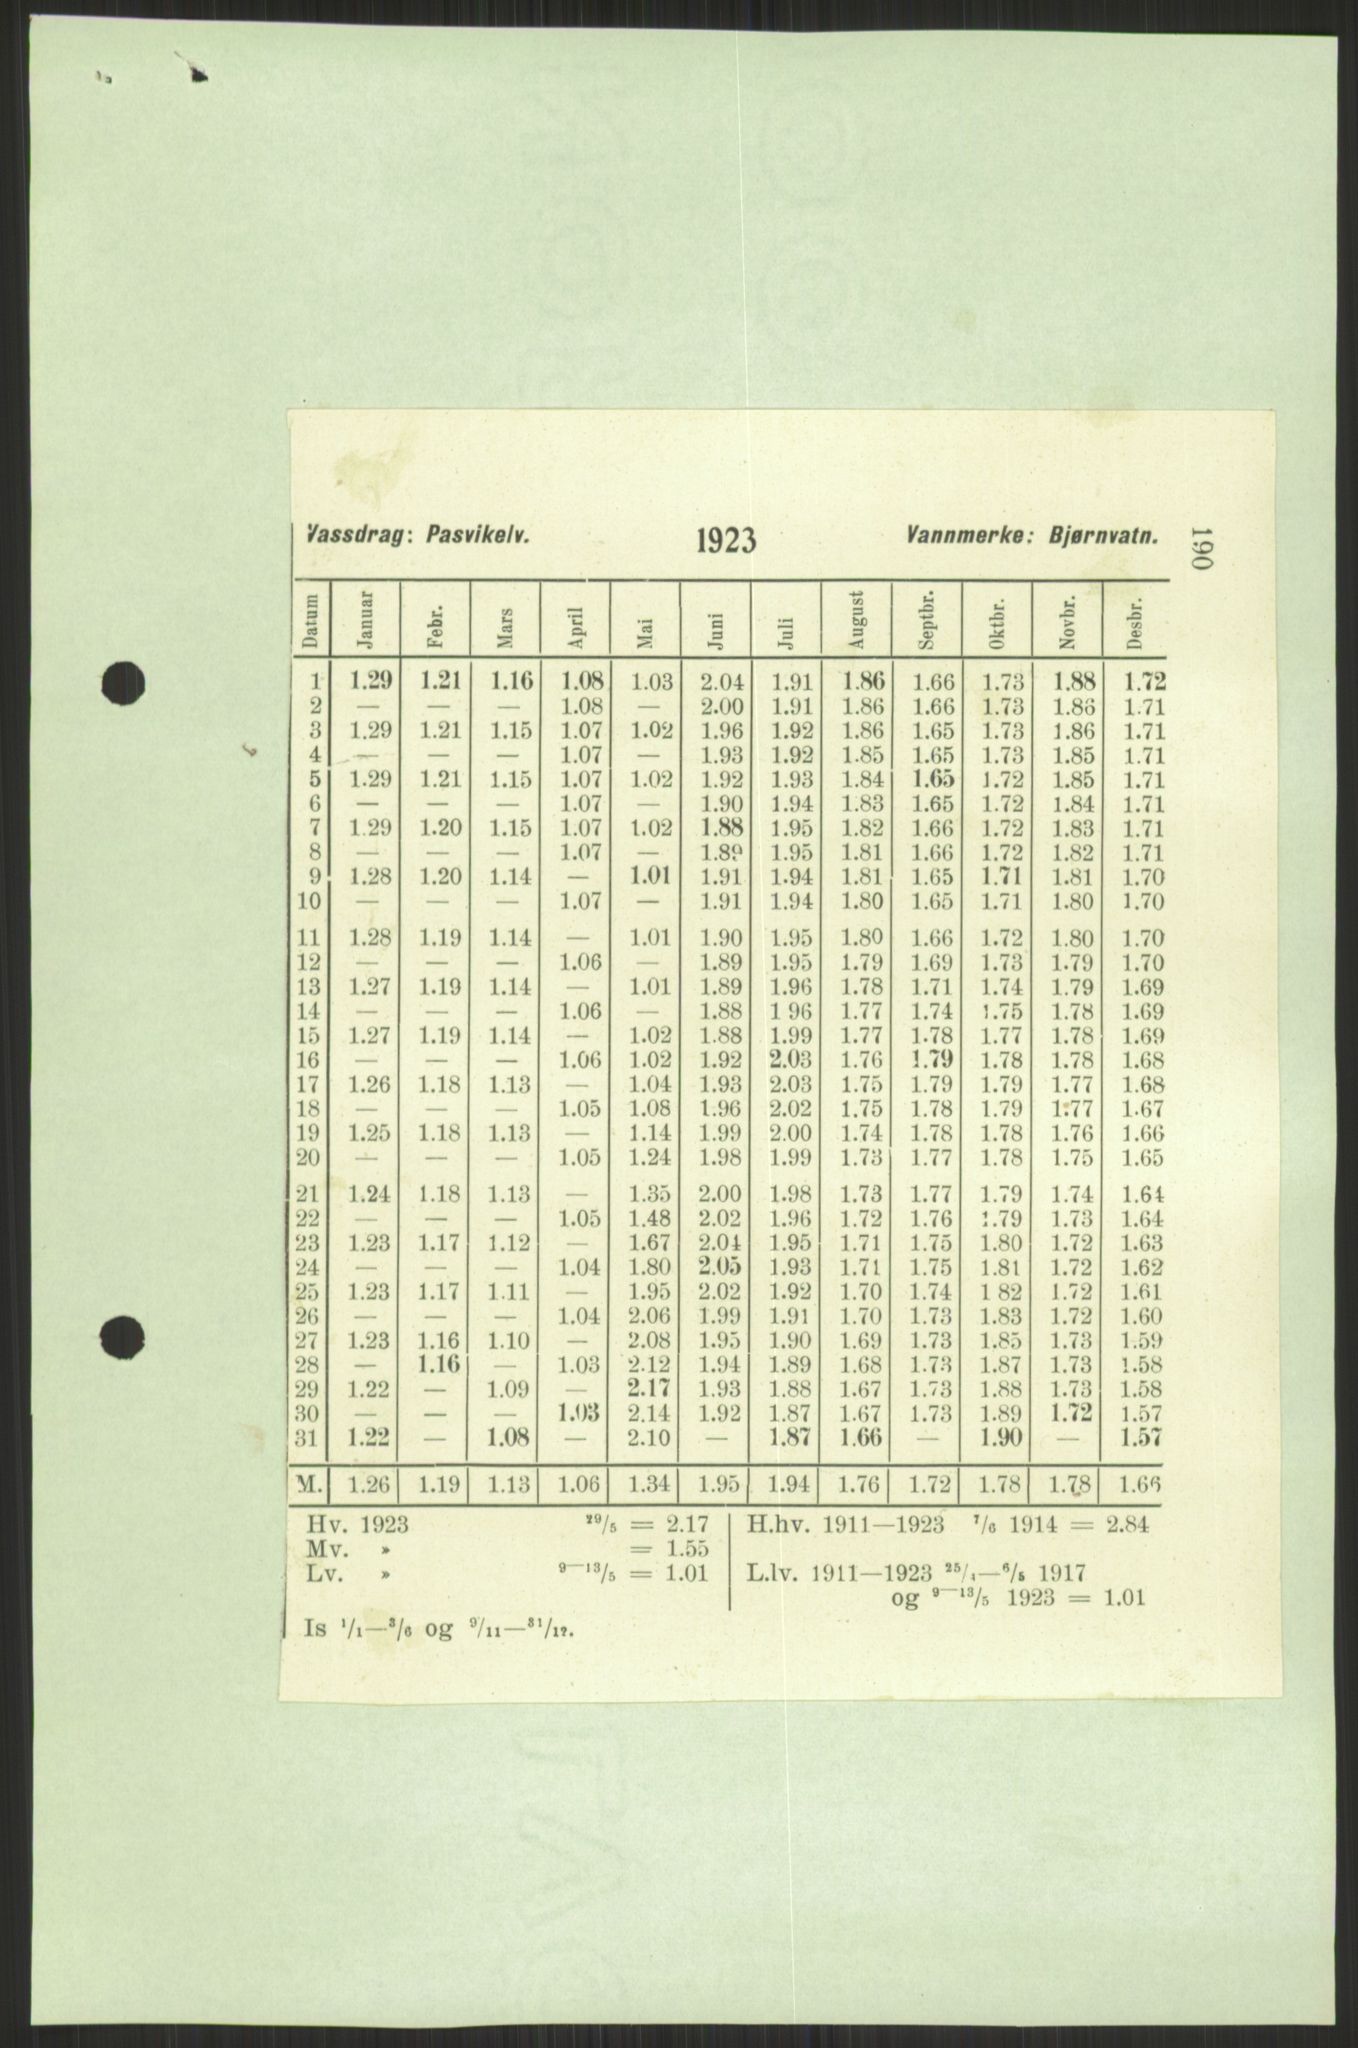 Vassdrag: Pasvikelv. 1923 Vannmerke: Bjørnvatn.
190
Datum Januar Febr. Mars April Mai Juni Juli August Septbr. Oktbr. Novbr. Desbr.
1 1.29 1.21 1.16 1.08 1.03 2.04 1.91 1.86 1.66 1.73 1.88 1.72
2 — — — 1.08 — 2.00 1.91 1.86 1.66 1.73 1.86 1.71
3 1.29 1.21 1.15 1.07 1.02 1.96 1.92 1.86 1.65 1.73 1.86 1.71
4 — — — 1.07 — 1.93 1.92 1.85 1.65 1.73 1.85 1.71
5 1.29 1.21 1.15 1.07 1.02 1.92 1.93 1.84 1.65 1.72 1.85 1.71
6 — — — 1.07 — 1.90 1.94 1.83 1.65 1.72 1.84 1.71
7 1.29 1.20 1.15 1.07 1.02 1.88 1.95 1.82 1.66 1.72 1.83 1.71
8 — — — 1.07 — 1.89 1.95 1.81 1.66 1.72 1.82 1.71
9 1.28 1.20 1.14 — 1.01 1.91 1.94 1.81 1.65 1.71 1.81 1.70
10 — — — 1.07 — 1.91 1.94 1.80 1.65 1.71 1.80 1.70
11 1.28 1.19 1.14 — 1.01 1.90 1.95 1.80 1.66 1.72 1.80 1.70
12 — — — 1.06 — 1.89 1.95 1.79 1.69 1.73 1.79 1.70
13 1.27 1.19 1.14 — 1.01 1.89 1.96 1.78 1.71 1.74 1.79 1.69
14 — — — 1.06 — 1.88 1 96 1.77 1.74 1.75 1.78 1.69
15 1.27 1.19 1.14 — 1.02 1.88 1.99 1.77 1.78 1.77 1.78 1.69
16 — — — 1.06 1.02 1.92 2.03 1.76 1.79 1.78 1.78 1.68
17 1.26 1.18 1.13 — 1.04 1.93 2.03 1.75 1.79 1.79 1.77 1.68
18 — — — 1.05 1.08 1.96 2.02 1.75 1.78 1.79 1.77 1.67
19 1.25 1.18 1.13 — 1.14 1.99 2.00 1.74 1.78 1.78 1.76 1.66
20 — — — 1.05 1.24 1.98 1.99 1.73 1.77 1.78 1.75 1.65
21 1.24 1.18 1.13 — 1.35 2.00 1.98 1.73 1.77 1.79 1.74 1.64
22 — — — 1.05 1.48 2.02 1.96 1.72 1.76 1.79 1.73 1.64
23 1.23 1.17 1.12 — 1.67 2.04 1.95 1.71 1.75 1.80 1.72 1.63
24 — — — 1.04 1.80 2.05 1.93 1.71 1.75 1.81 1.72 1.62
25 1.23 1.17 1.11 — 1.95 2.02 1.92 1.70 1.74 1 82 1.72 1.61
26 — — — 1.04 2.06 1.99 1.91 1.70 1.73 1.83 1.72 1.60
27 1.23 1.16 1.10 — 2.08 1.95 1.90 1.69 1.73 1.85 1.73 1.59
28 — 1.16 — 1.03 2.12 1.94 1.89 1.68 1.73 1.87 1.73 1.58
29 1.22 — 1.09 — 2.17 1.93 1.88 1.67 1.73 1.88 1.73 1.58
30 — — — 1.03 2.14 1.92 1.87 1.67 1.73 1.89 1.72 1.57
31 1.22 — 1.08 — 2.10 — 1.87 1.66 — 1.90 — 1.57
M. 1.26 1.19 1.13 1.06 1.34 1.95 1.94 1.76 1.72 1.78 1.78 1.66
Hv. 1923 29/5 = 2.17 H.hv. 1911—1923 7/6 1914 = 2.84
Mv. » = 1.55
Lv. » 9—13/5 = 1.01 L.lv. 1911—1923 25/4—6/5 1917
og 9—13/5 1923 = 1.01
Is 1/1—3/6 og 9/11—31/12.